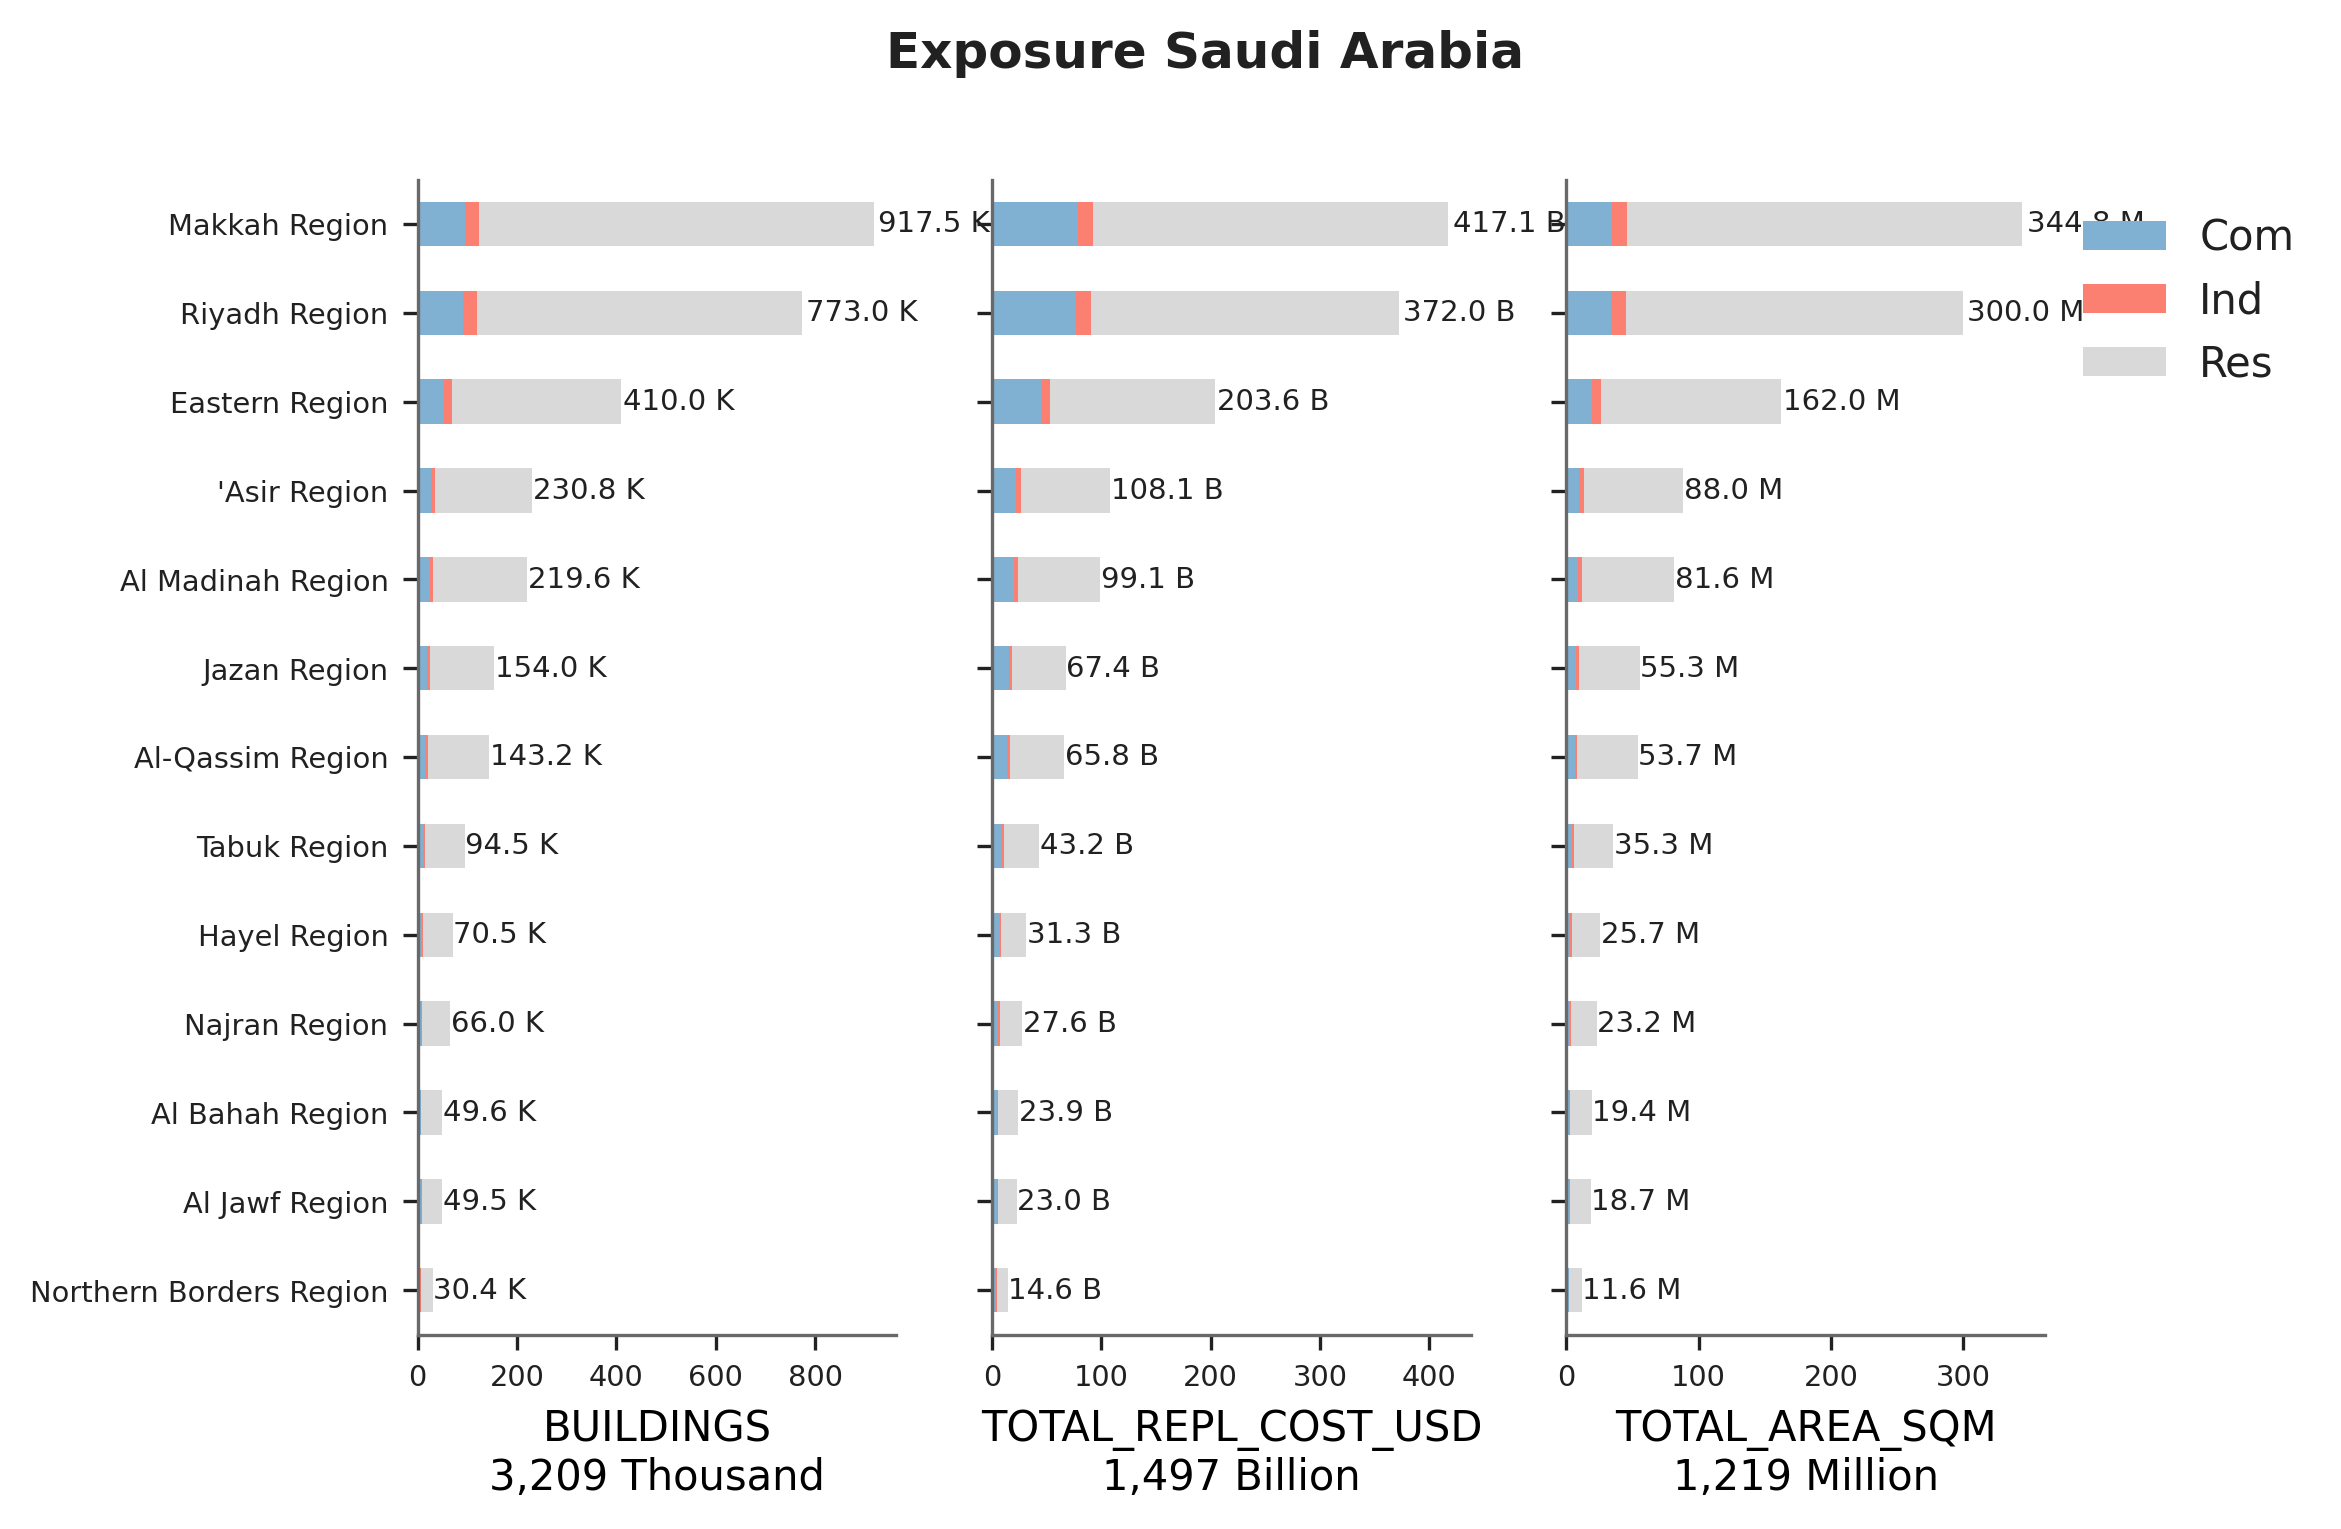 Exposure Saudi Arabia
Makkah Region 917.5 K 417.1 B 344.8 M
Riyadh Region 773.0 K 372.0 B 300.0 M
Eastern Region 410.0 K 203.6 B 162.0 M
'Asir Region 230.8 K 108.1 B 88.0 M
Al Madinah Region 219.6 K 99.1 B 81.6 M
Jazan Region 154.0 K 67.4 B 55.3 M
Al-Qassim Region 143.2 K 65.8 B 53.7 M
Tabuk Region 94.5 K 43.2 B 35.3 M
Hayel Region 70.5 K 31.3 B 25.7 M
Najran Region 66.0 K 27.6 B 23.2 M
Al Bahah Region 49.6 K 23.9 B 19.4 M
Al Jawf Region 49.5 K 23.0 B 18.7 M
Northern Borders Region 30.4 K 14.6 B 11.6 M
Com
Ind
Res
0 200 400 600 800
0 100 200 300 400
0 100 200 300
BUILDINGS
3,209 Thousand
TOTAL_REPL_COST_USD
1,497 Billion
TOTAL_AREA_SQM
1,219 Million